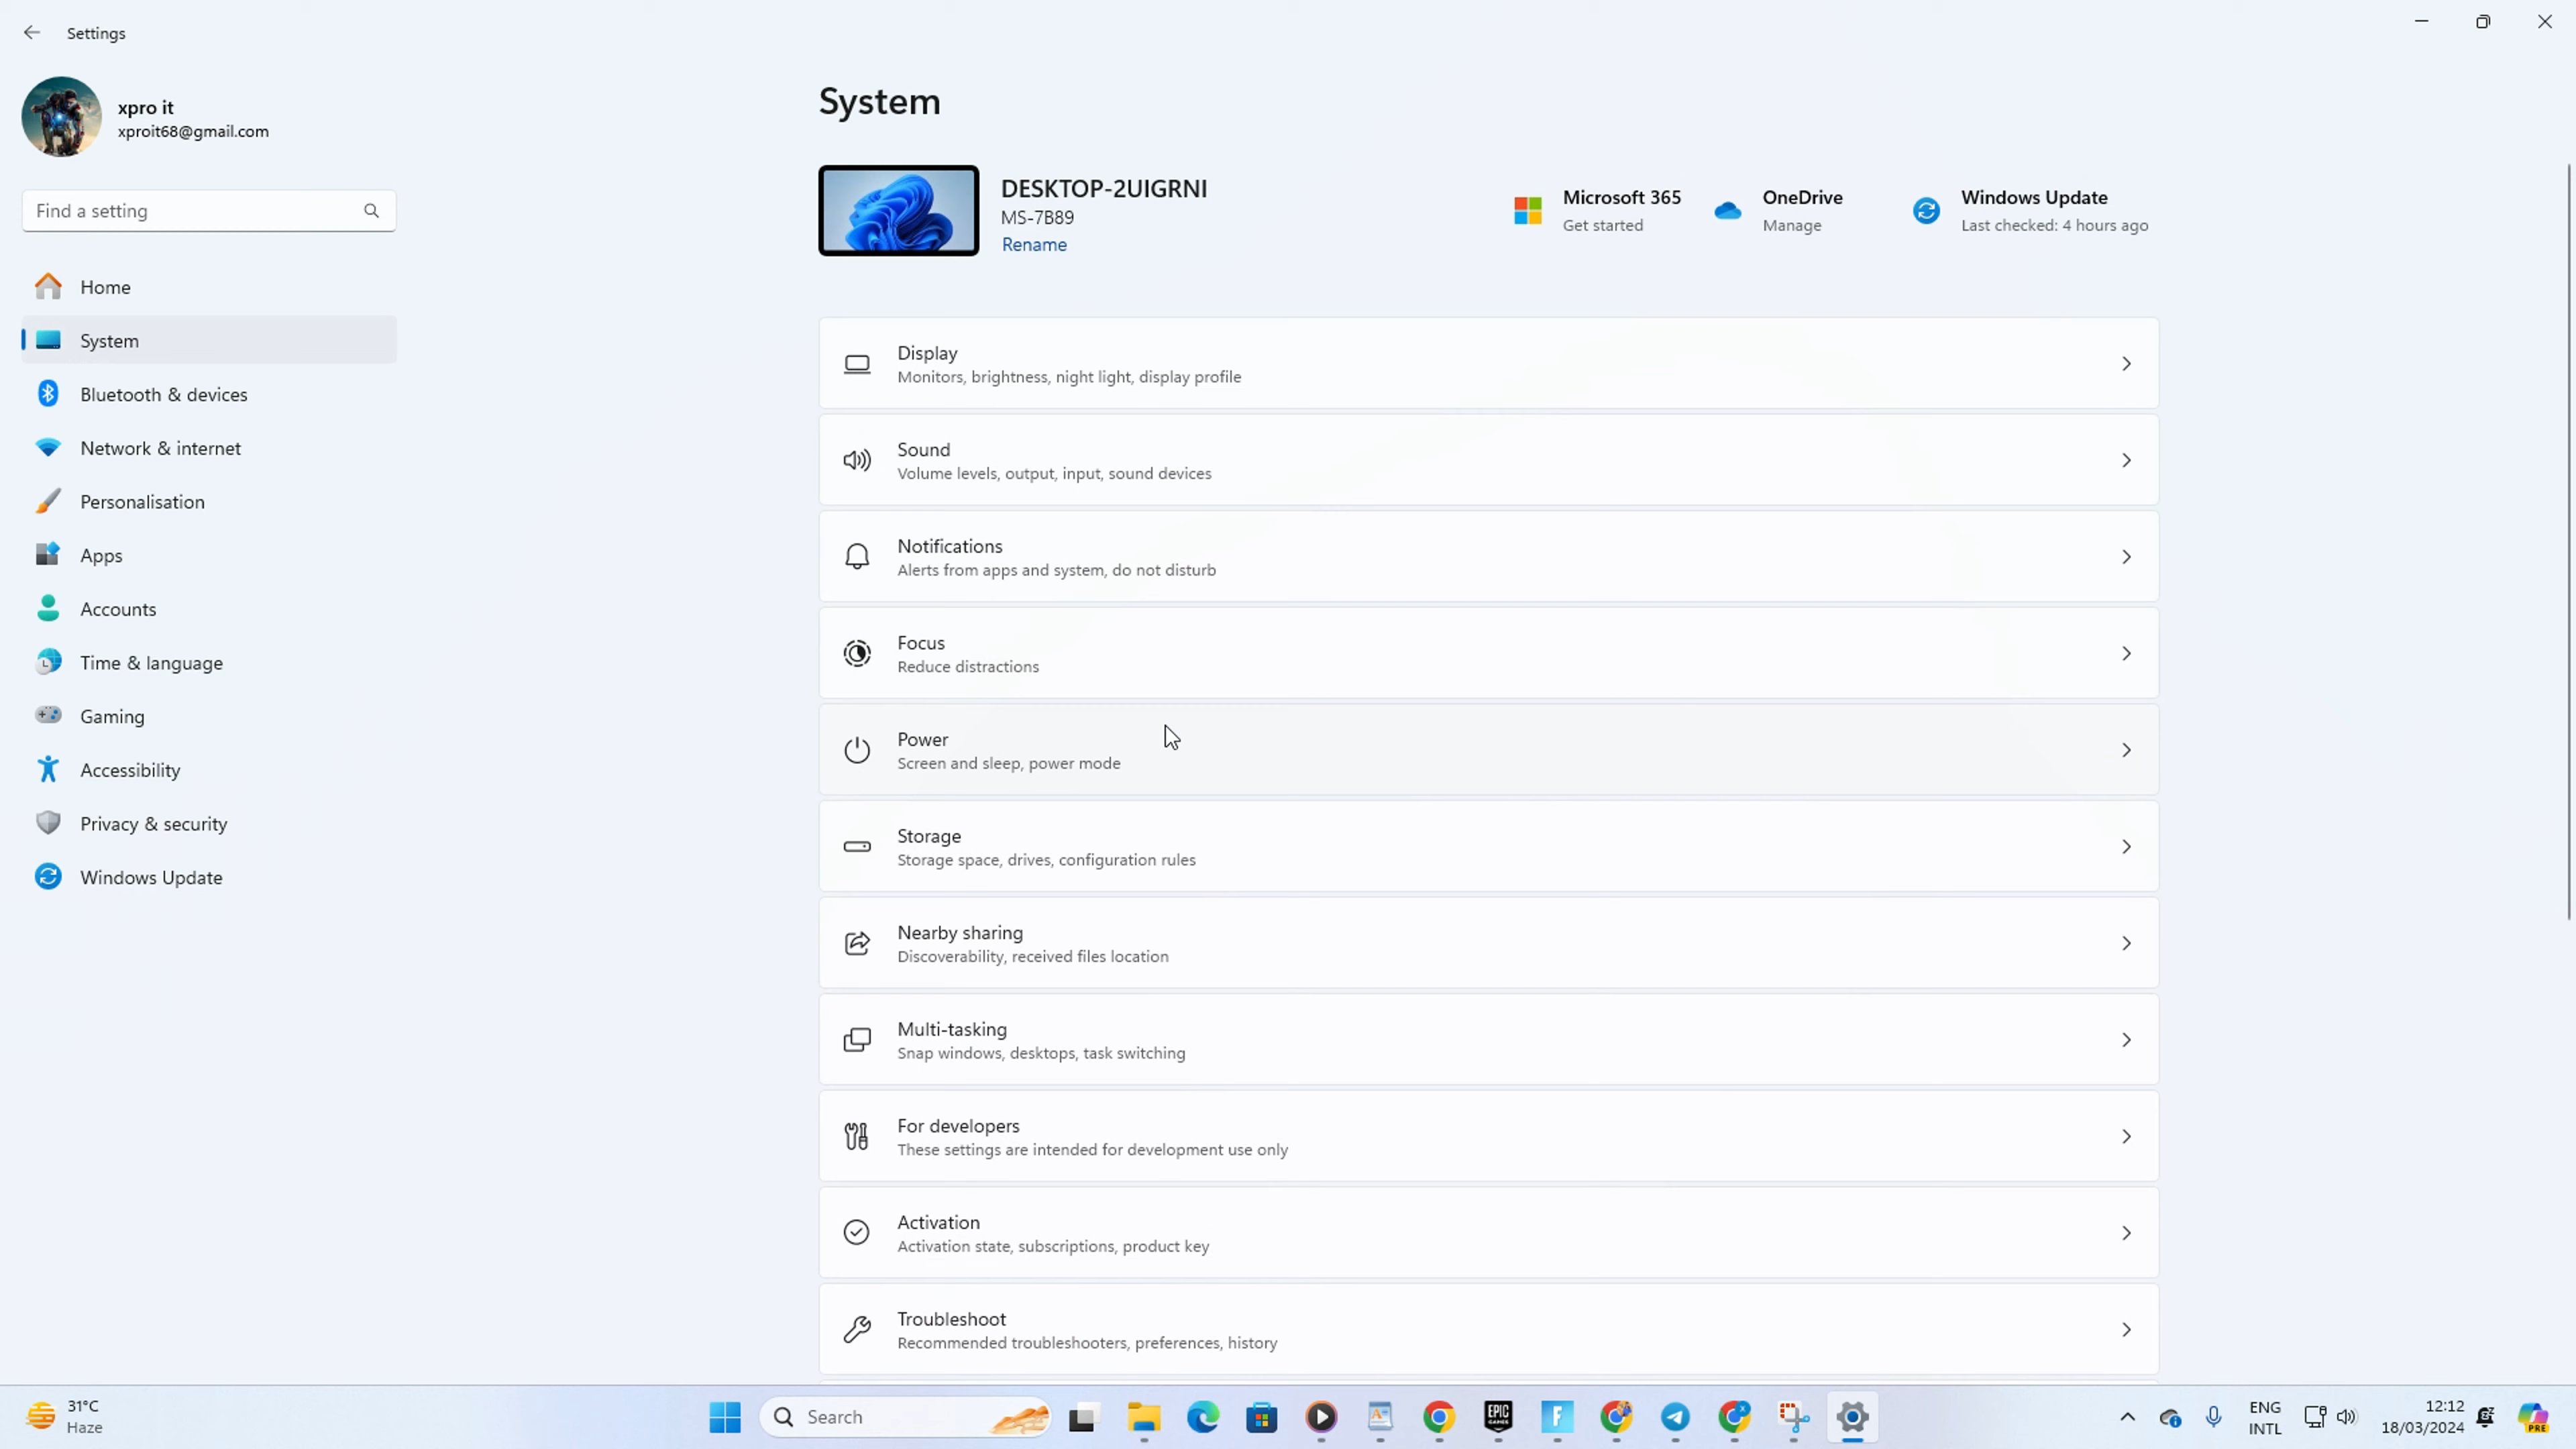 Settings
xpro it
xproit68@gmail.com
Find a setting
Home
System
Bluetooth & devices
Network & internet
Personalisation
Apps
Accounts
Time & language
Gaming
Accessibility
Privacy & security
Windows Update
System
DESKTOP-2UIGRNI
MS-7B89
Rename
Microsoft 365
Get started
OneDrive
Manage
Windows Update
Last checked: 4 hours ago
Display
Monitors, brightness, night light, display profile
Sound
Volume levels, output, input, sound devices
Notifications
Alerts from apps and system, do not disturb
Focus
Reduce distractions
Power
Screen and sleep, power mode
Storage
Storage space, drives, configuration rules
Nearby sharing
Discoverability, received files location
Multi-tasking
Snap windows, desktops, task switching
For developers
These settings are intended for development use only
Activation
Activation state, subscriptions, product key
Troubleshoot
Recommended troubleshooters, preferences, history
31°C
Haze
Search
EPIC
GAMES
F
ENG
INTL
12:12
18/03/2024
PRE